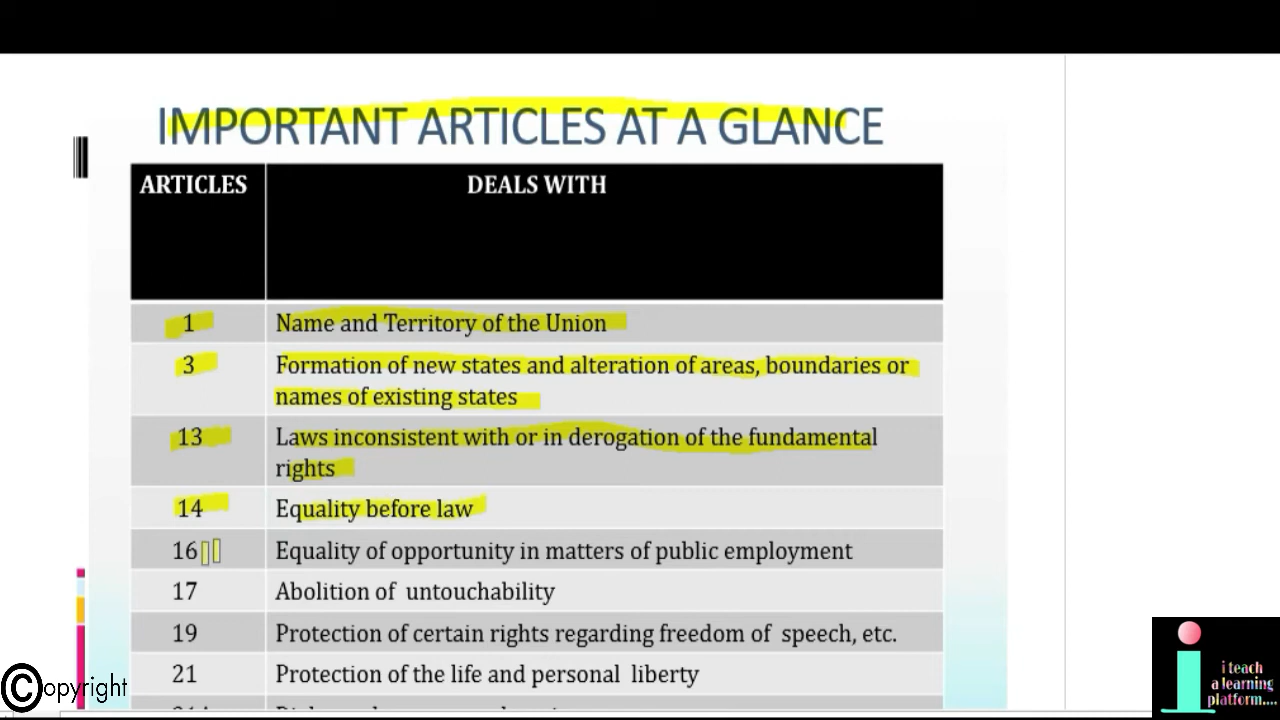 IMPORTANT ARTICLES AT A GLANCE
ARTICLES DEALS WITH
1 Name and Territory of the Union
3 Formation of new states and alteration of areas, boundaries or
names of existing states
13 Laws inconsistent with or in derogation of the fundamental
rights
14 Equality before law
16 Equality of opportunity in matters of public employment
17 Abolition of untouchability
19 Protection of certain rights regarding freedom of speech, etc.
21 Protection of the life and personal liberty
©opyright
i teach
a learning
platform....